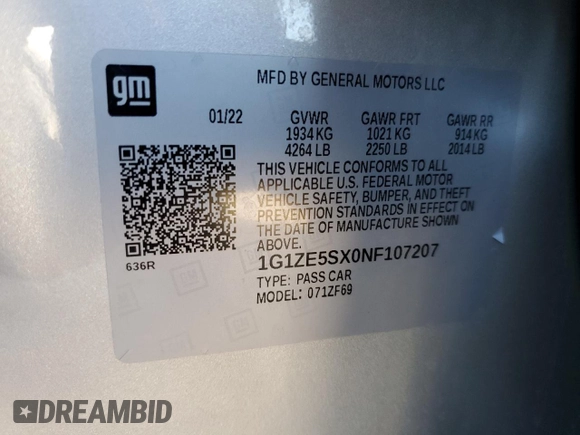 gm
MFD BY GENERAL MOTORS LLC
01/22 GVWR GAWR FRT GAWR RR
1934 KG 1021 KG 914 KG
4264 LB 2250 LB 2014 LB
THIS VEHICLE CONFORMS TO ALL
APPLICABLE U.S. FEDERAL MOTOR
VEHICLE SAFETY, BUMPER, AND THEFT
PREVENTION STANDARDS IN EFFECT ON
THE DATE OF MANUFACTURE SHOWN
ABOVE.
636R
1G1ZE5SX0NF107207
TYPE: PASS CAR
MODEL: 071ZF69
DREAMBID